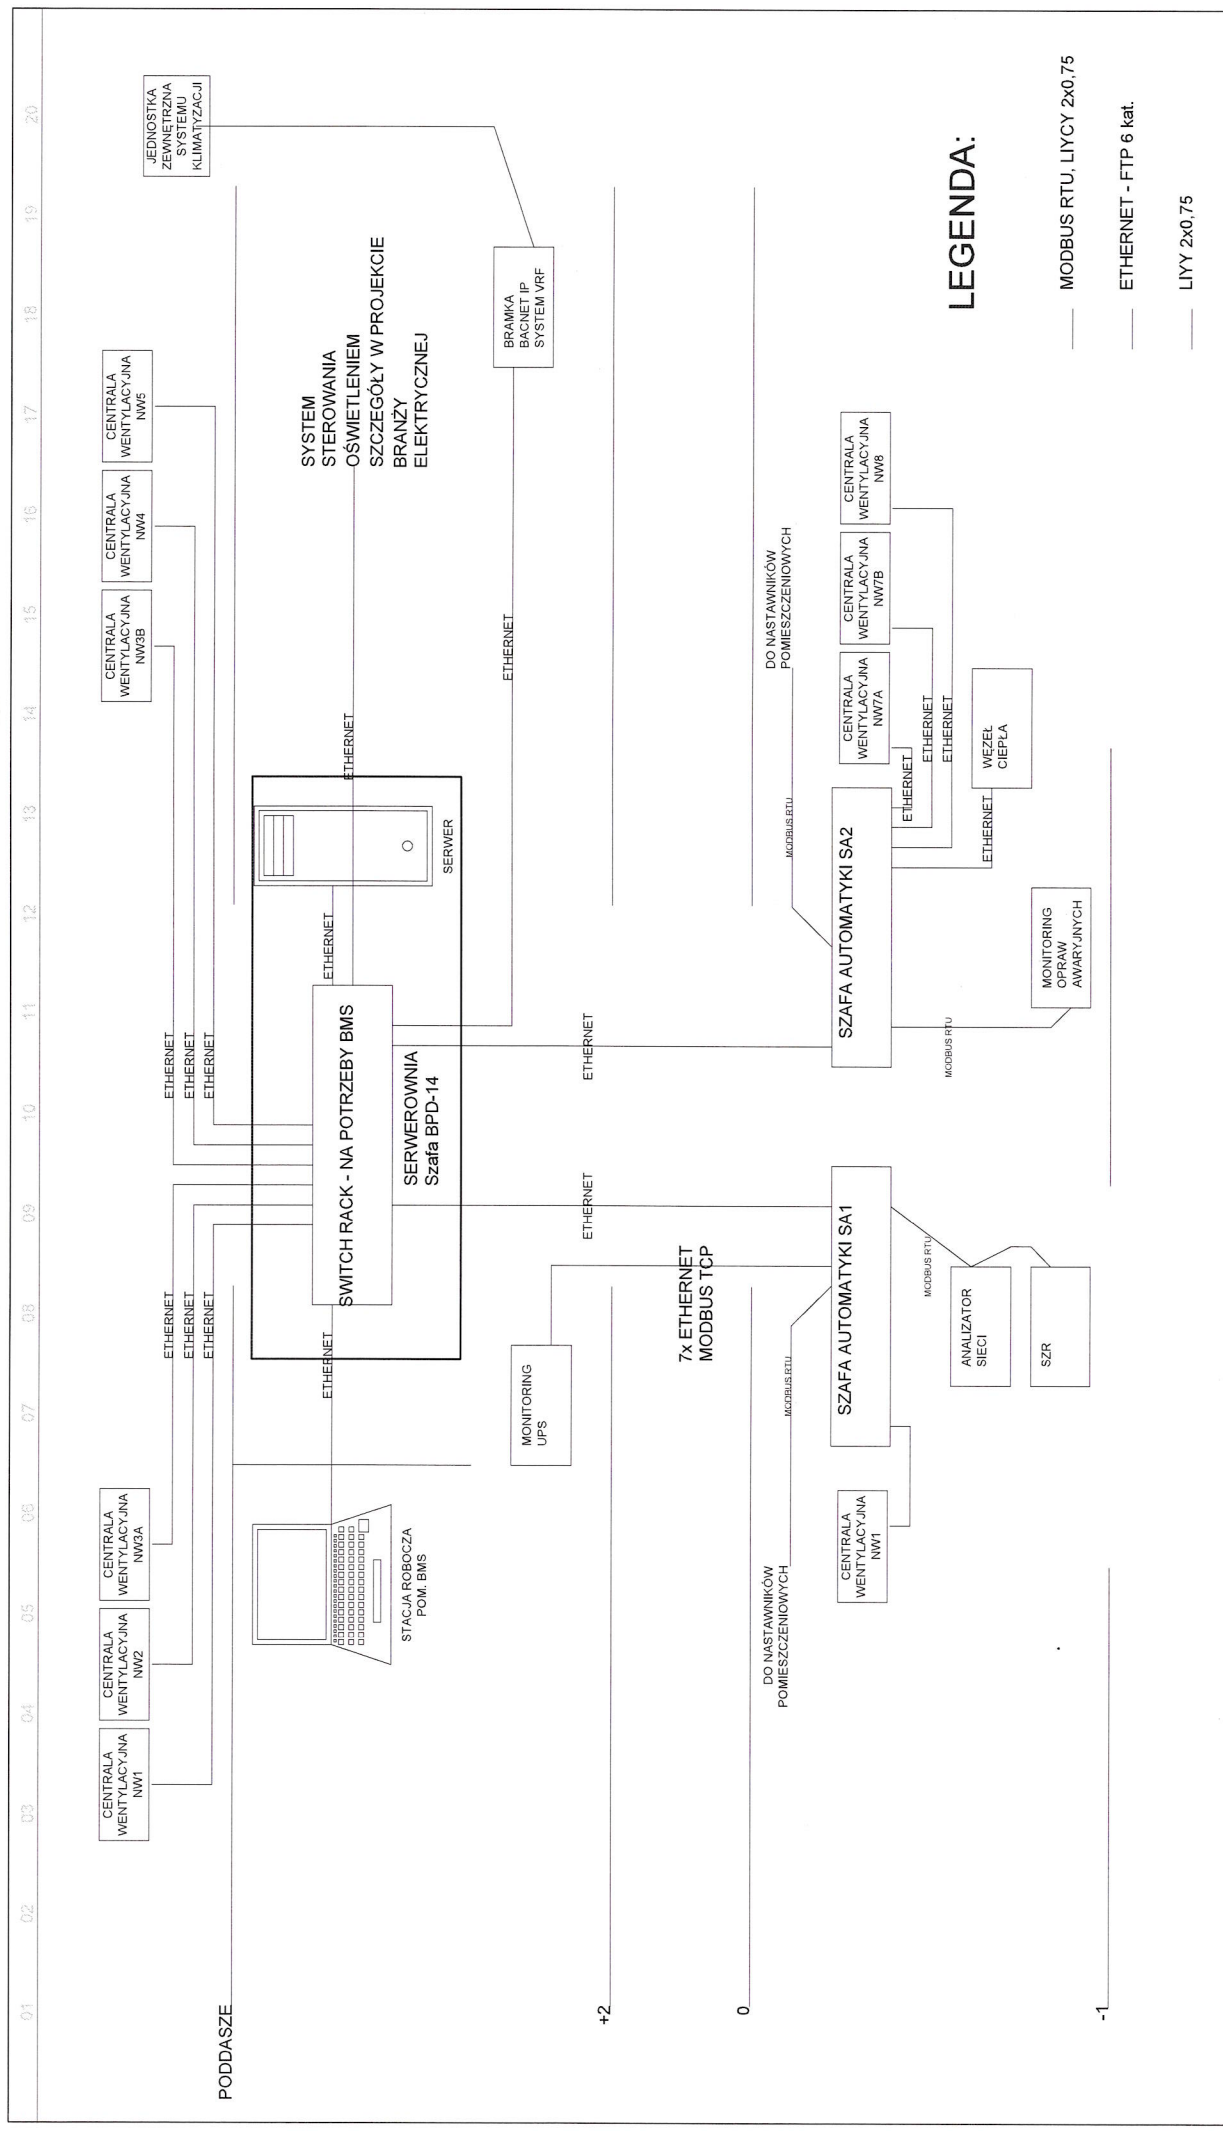 01 02 03 04 05 06 07 08 09 10 11 12 13 14 15 16 17 18 19 20
CENTRALA
WENTYLACYJNA
NW1
CENTRALA
WENTYLACYJNA
NW2
CENTRALA
WENTYLACYJNA
NW3A
CENTRALA
WENTYLACYJNA
NW3B
CENTRALA
WENTYLACYJNA
NW4
CENTRALA
WENTYLACYJNA
NW5
JEDNOSTKA
ZEWNĘTRZNA
SYSTEMU
KLIMATYZACJI
ETHERNET
ETHERNET
ETHERNET
ETHERNET
ETHERNET
ETHERNET
PODDASZE
STACJA ROBOCZA
POM. BMS
ETHERNET
SWITCH RACK - NA POTRZEBY BMS
ETHERNET
SERWER
SERWEROWNIA
Szafa BPD-14
ETHERNET
SYSTEM
STEROWANIA
OŚWIETLENIEM
SZCZEGÓŁY W PROJEKCIE
BRANŻY
ELEKTRYCZNEJ
MONITORING
UPS
ETHERNET
BRAMKA
BACNET IP
SYSTEM VRF
ETHERNET
ETHERNET
+2
7x ETHERNET
MODBUS TCP
0
DO NASTAWNIKÓW
POMIESZCZENIOWYCH
MODBUS RTU
MODBUS RTU
DO NASTAWNIKÓW
POMIESZCZENIOWYCH
CENTRALA
WENTYLACYJNA
NW1
SZAFA AUTOMATYKI SA1
SZAFA AUTOMATYKI SA2
CENTRALA
WENTYLACYJNA
NW7A
CENTRALA
WENTYLACYJNA
NW7B
CENTRALA
WENTYLACYJNA
NW8
ETHERNET
ETHERNET
ETHERNET
MODBUS RTU
MODBUS RTU
ETHERNET
WĘZEŁ
CIEPŁA
ANALIZATOR
SIECI
SZR
MONITORING
OPRAW
AWARYJNYCH
-1
LEGENDA:
MODBUS RTU, LIYCY 2x0,75
ETHERNET - FTP 6 kat.
LIYY 2x0,75